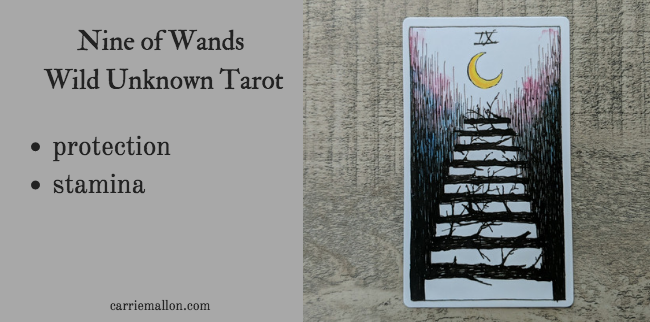 Nine of Wands
Wild Unknown Tarot
• protection
• stamina
carriemallon.com
IX